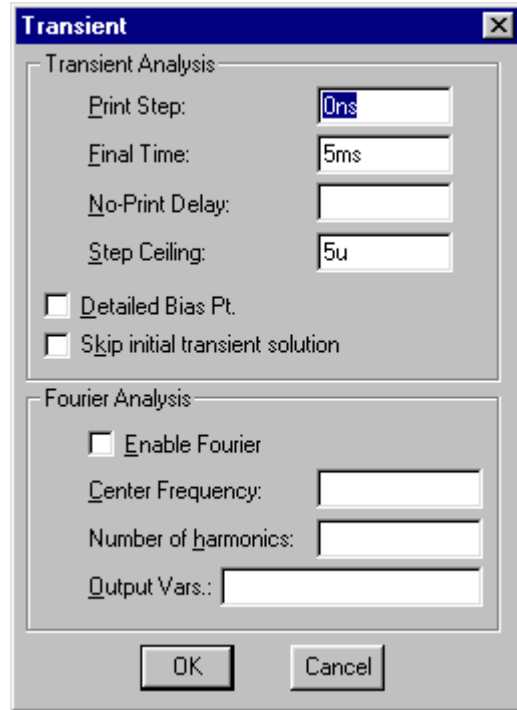 Transient
Transient Analysis
Print Step: 0ns
Final Time: 5ms
No-Print Delay:
Step Ceiling: 5u
Detailed Bias Pt.
Skip initial transient solution
Fourier Analysis
Enable Fourier
Center Frequency:
Number of harmonics:
Output Vars.:
OK Cancel